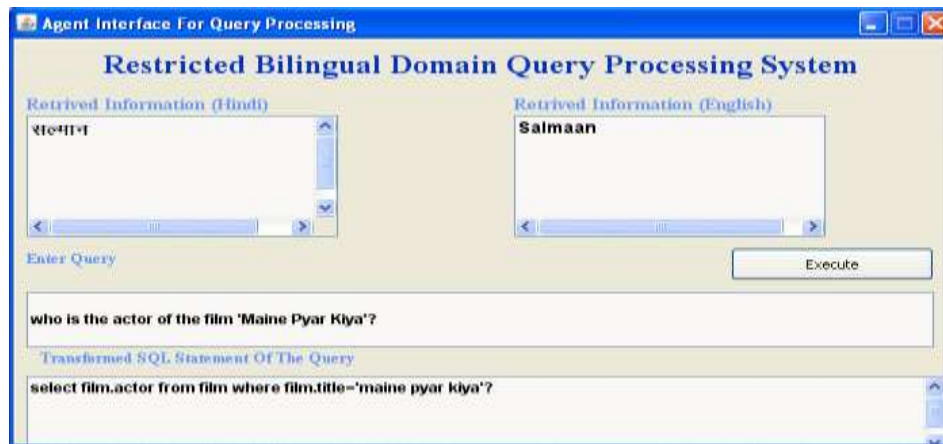 Agent Interface For Query Processing
Restricted Bilingual Domain Query Processing System
Retrived Information (Hindi)
Retrived Information (English)
सल्मान
Salmaan
Enter Query
Execute
who is the actor of the film 'Maine Pyar Kiya'?
Transformed SQL Statement Of The Query
select film.actor from film where film.title='maine pyar kiya'?